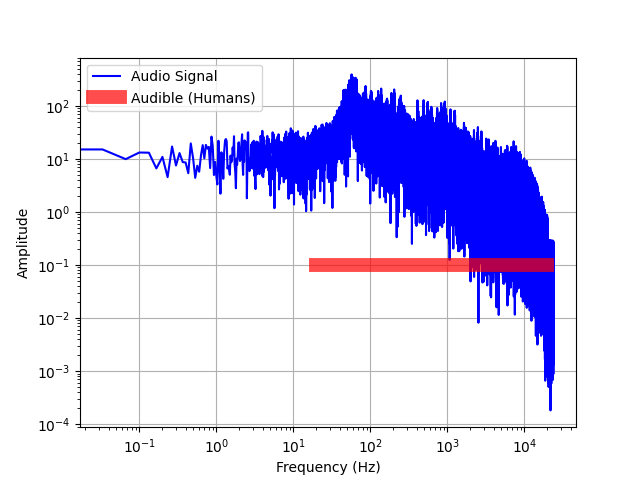 Audio Signal
Audible (Humans)
10²
10¹
10⁰
10⁻¹
10⁻²
10⁻³
10⁻⁴
Amplitude
10⁻¹ 10⁰ 10¹ 10² 10³ 10⁴
Frequency (Hz)